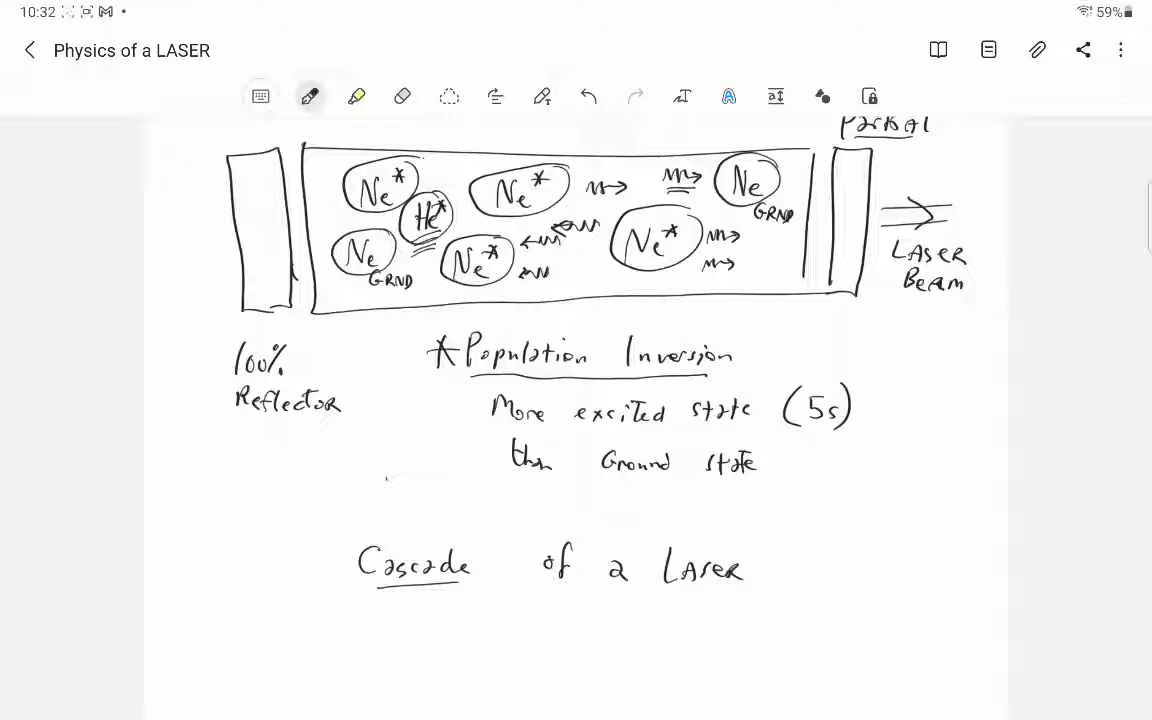 10:32
59%
Physics of a LASER
Partial
Ne*
Ne*
Ne
GRND
He*
Ne
GRND
Ne*
Ne*
LASER
BEAM
100%
Reflector
*Population Inversion
More excited state (5s)
than Ground state
Cascade of a LASER